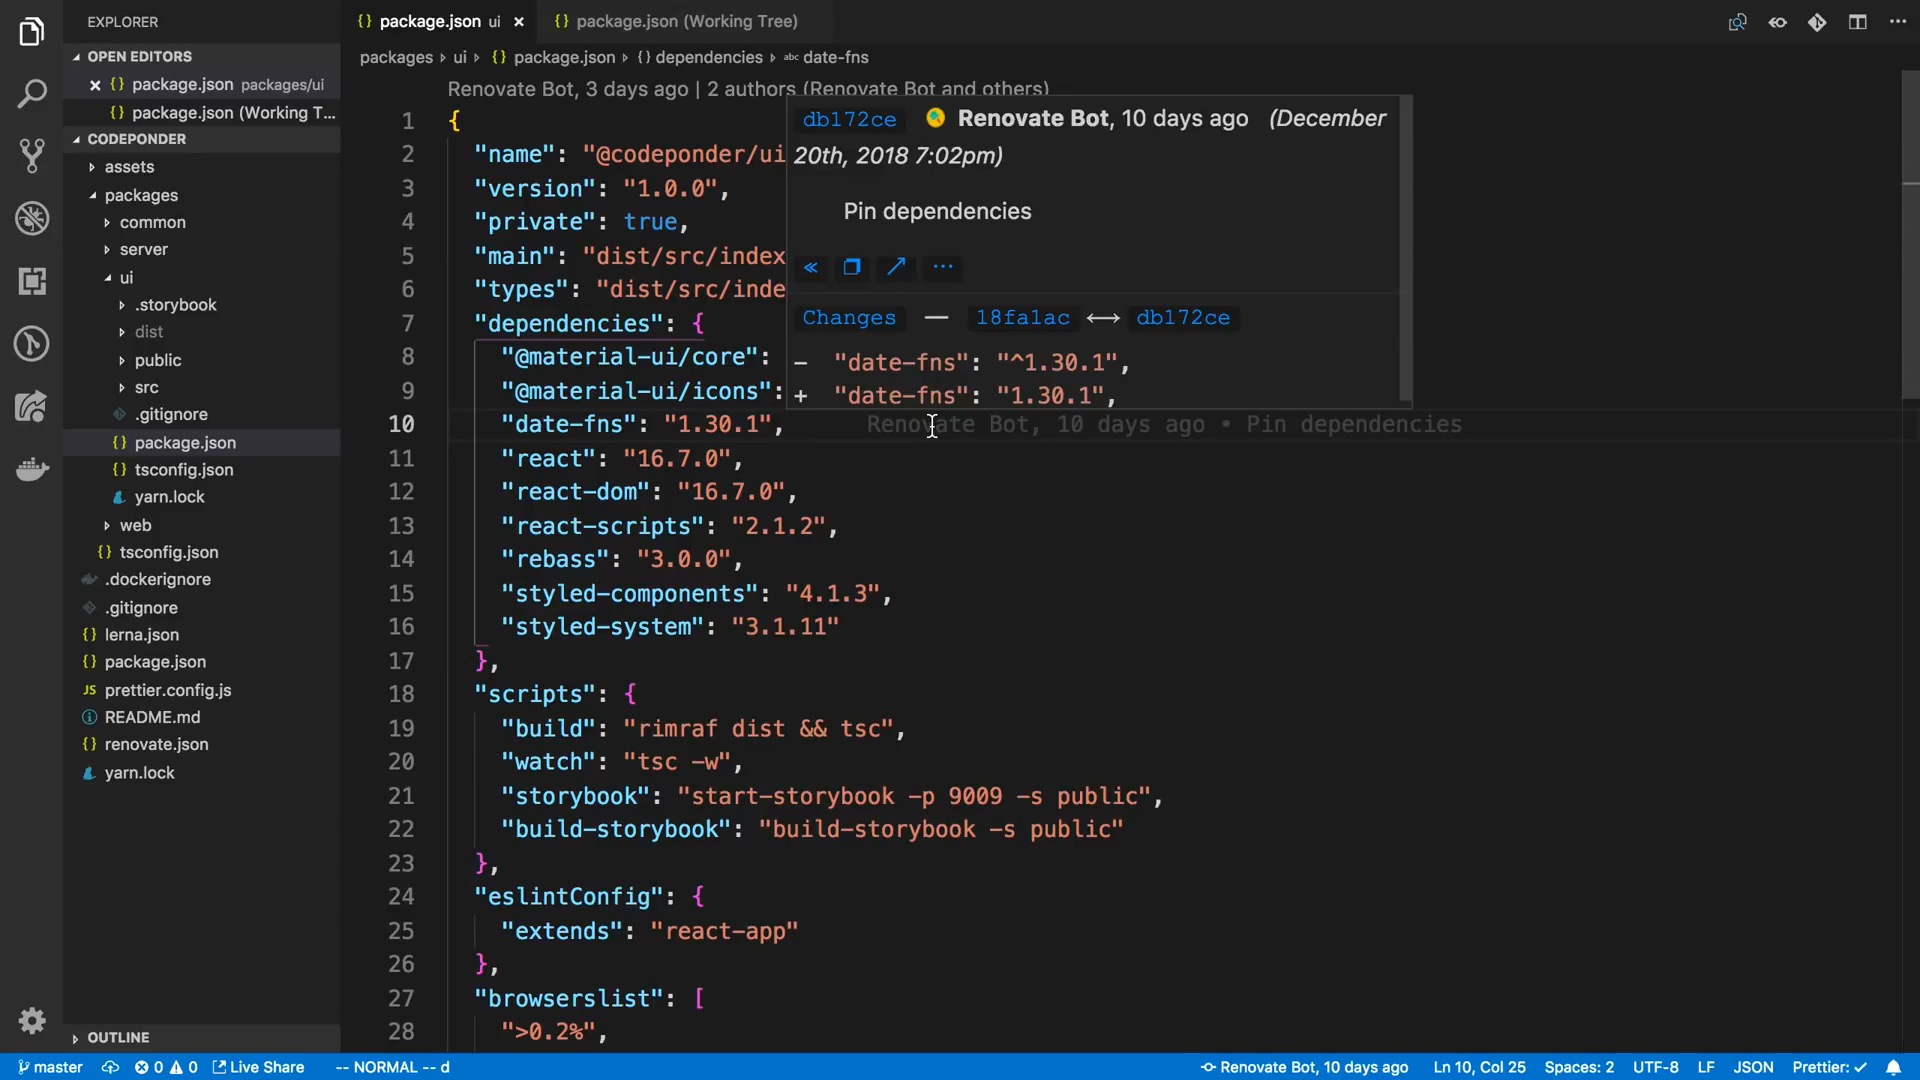 EXPLORER
OPEN EDITORS
package.json packages/ui
package.json (Working T...
CODEPONDER
assets
packages
common
server
ui
.storybook
dist
public
src
.gitignore
package.json
tsconfig.json
yarn.lock
web
tsconfig.json
.dockerignore
.gitignore
lerna.json
package.json
prettier.config.js
README.md
renovate.json
yarn.lock
OUTLINE
package.json ui
package.json (Working Tree)
packages ui package.json {} dependencies abc date-fns
Renovate Bot, 3 days ago | 2 authors (Renovate Bot and others)
1 {
2 "name": "@codeponder/ui
3 "version": "1.0.0",
4 "private": true,
5 "main": "dist/src/index
6 "types": "dist/src/inde
7 "dependencies": {
8 "@material-ui/core":
9 "@material-ui/icons":
10 "date-fns": "1.30.1", Renovate Bot, 10 days ago • Pin dependencies
11 "react": "16.7.0",
12 "react-dom": "16.7.0",
13 "react-scripts": "2.1.2",
14 "rebass": "3.0.0",
15 "styled-components": "4.1.3",
16 "styled-system": "3.1.11"
17 },
18 "scripts": {
19 "build": "rimraf dist && tsc",
20 "watch": "tsc -w",
21 "storybook": "start-storybook -p 9009 -s public",
22 "build-storybook": "build-storybook -s public"
23 },
24 "eslintConfig": {
25 "extends": "react-app"
26 },
27 "browserslist": [
28 ">0.2%",
db172ce Renovate Bot, 10 days ago (December
20th, 2018 7:02pm)
Pin dependencies
Changes — 18fa1ac ⟷ db172ce
- "date-fns": "^1.30.1",
+ "date-fns": "1.30.1",
master 0 0 Live Share -- NORMAL -- d Renovate Bot, 10 days ago Ln 10, Col 25 Spaces: 2 UTF-8 LF JSON Prettier: ✓